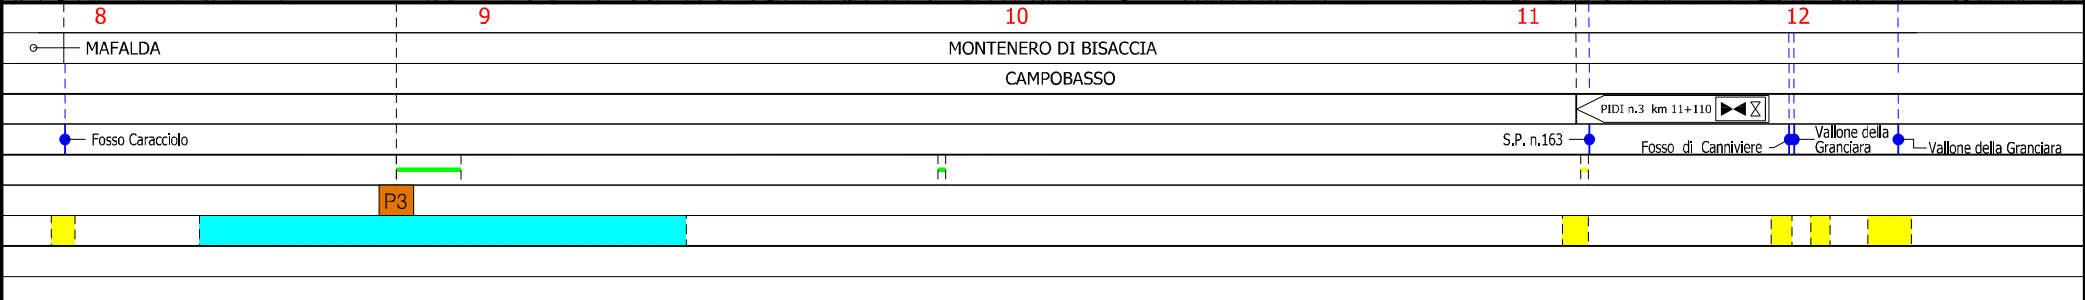 8 9 10 11 12
MAFALDA MONTENERO DI BISACCIA
CAMPOBASSO
PIDI n.3 km 11+110
Fosso Caracciolo S.P. n.163 Fosso di Canniviere Vallone della
Granciara Vallone della Granciara
P3